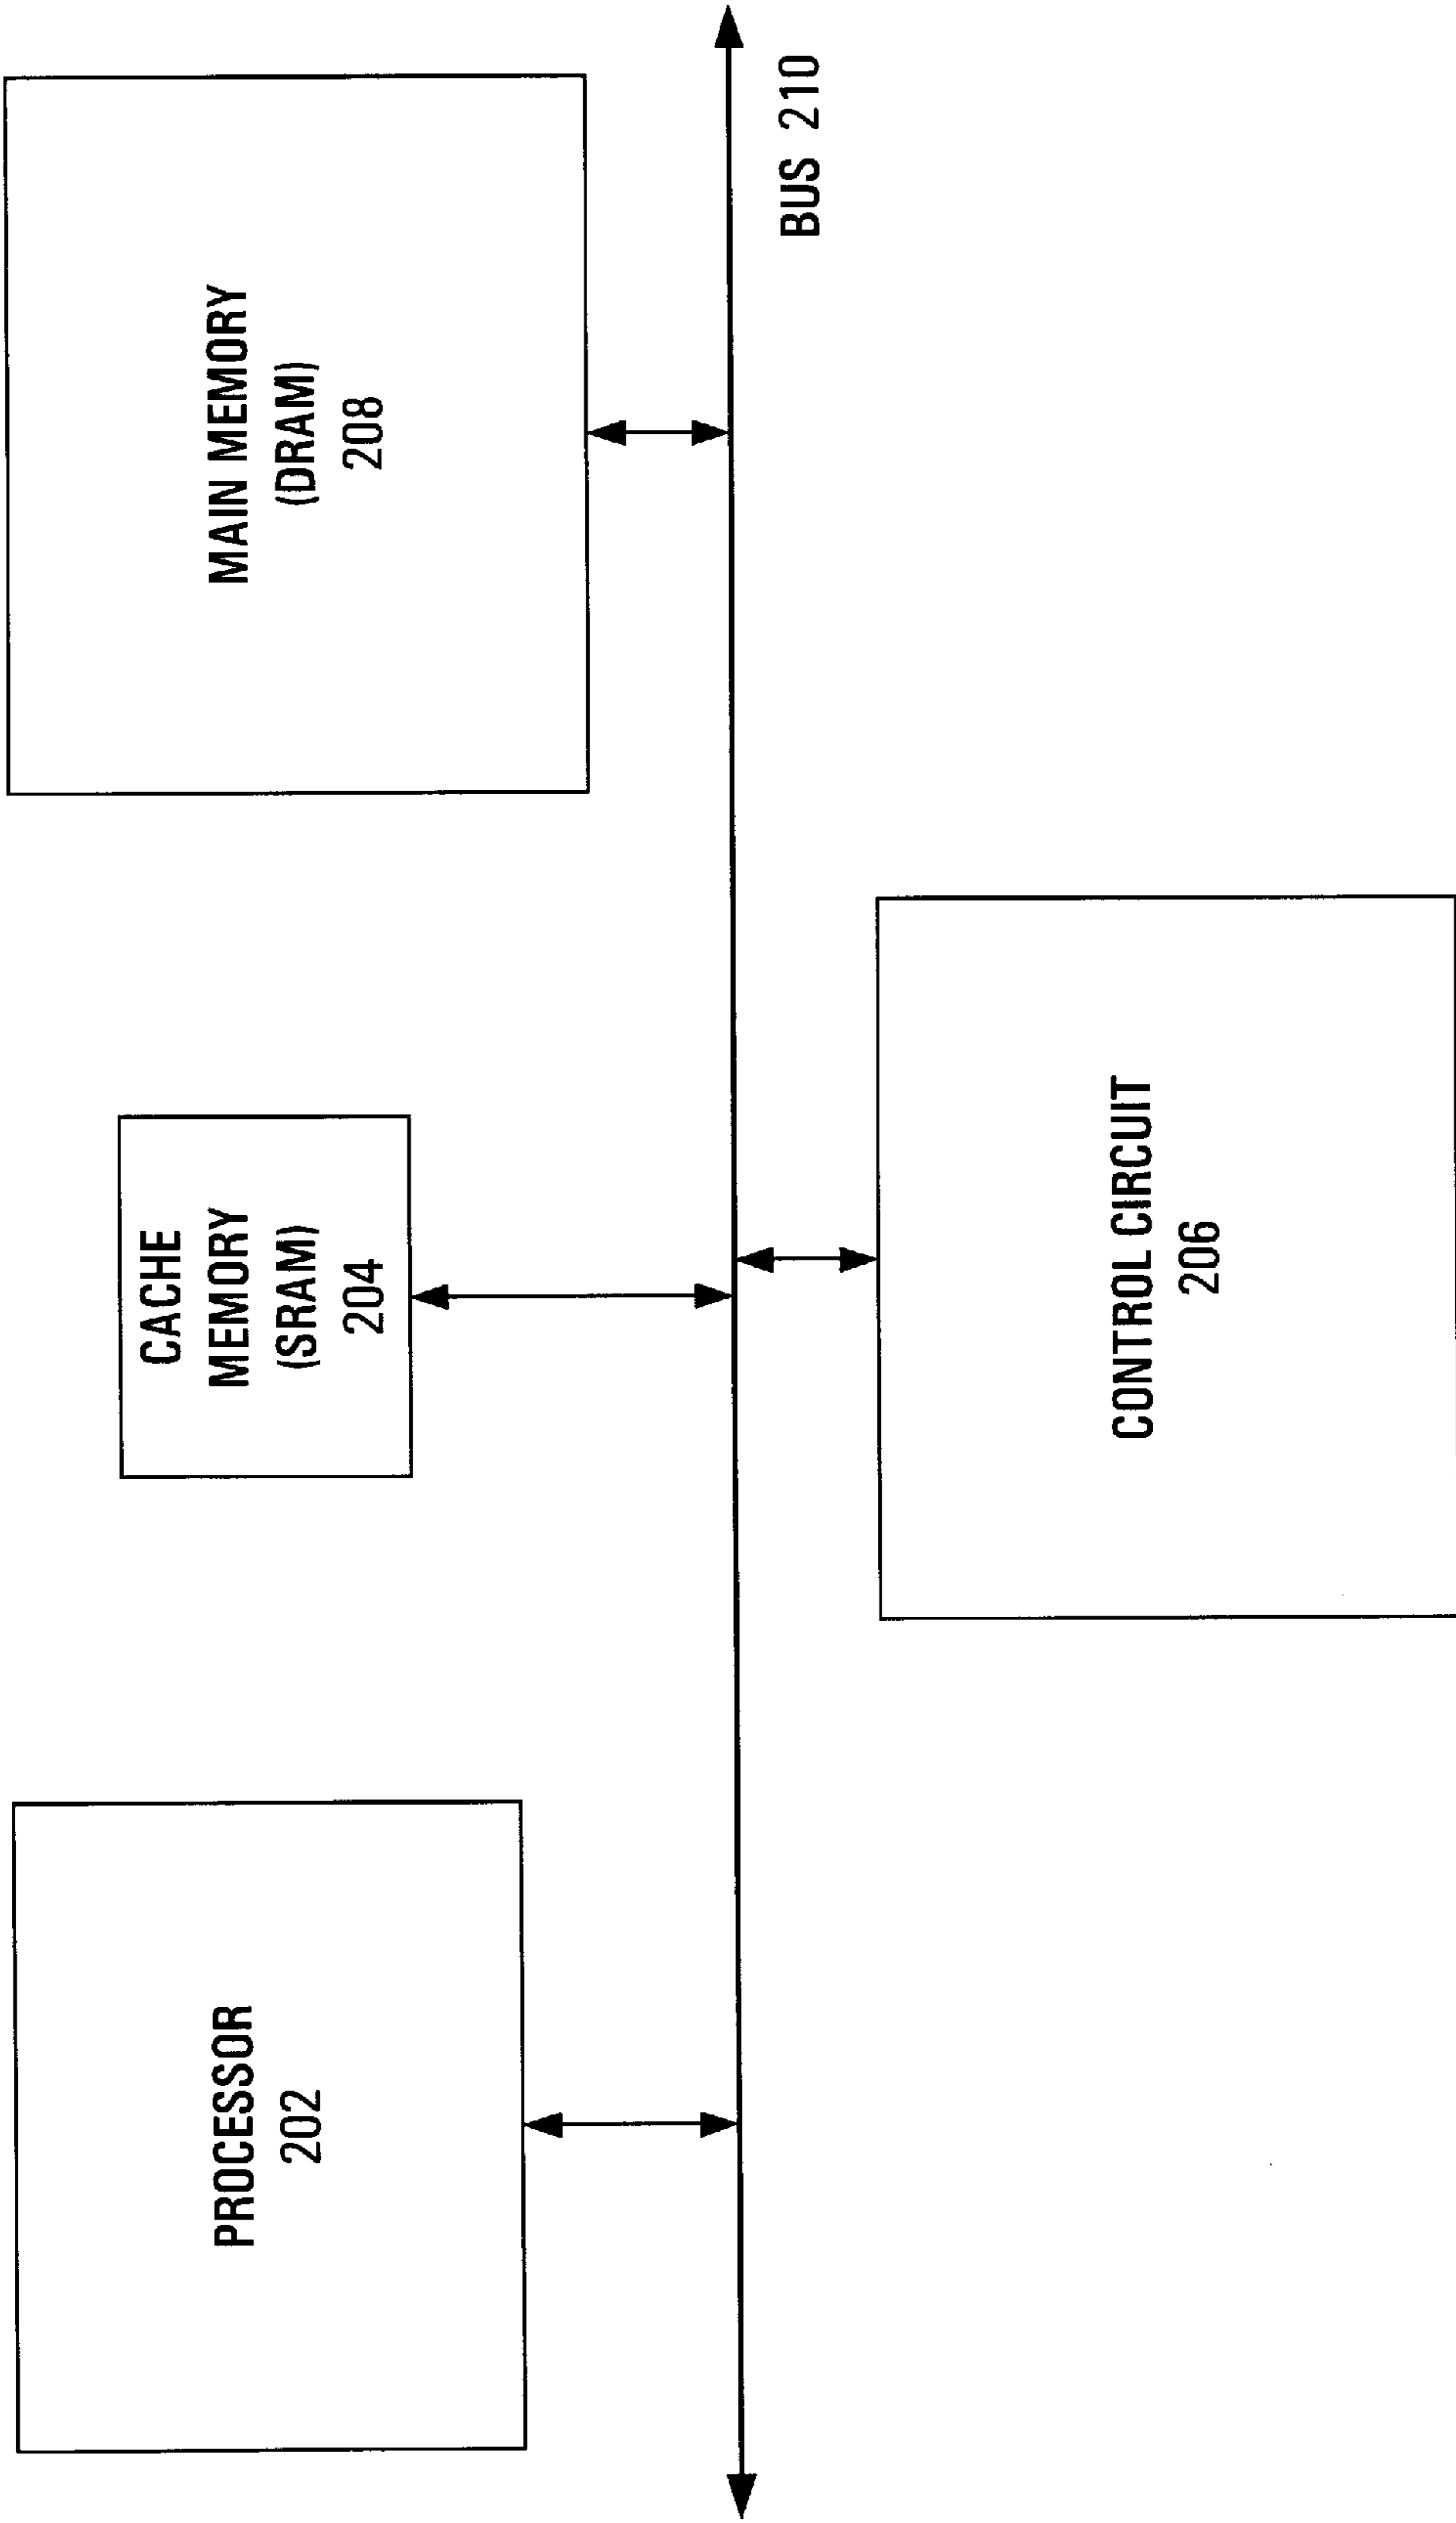 PROCESSOR
202
CACHE
MEMORY
(SRAM)
204
MAIN MEMORY
(DRAM)
208
BUS 210
CONTROL CIRCUIT
206